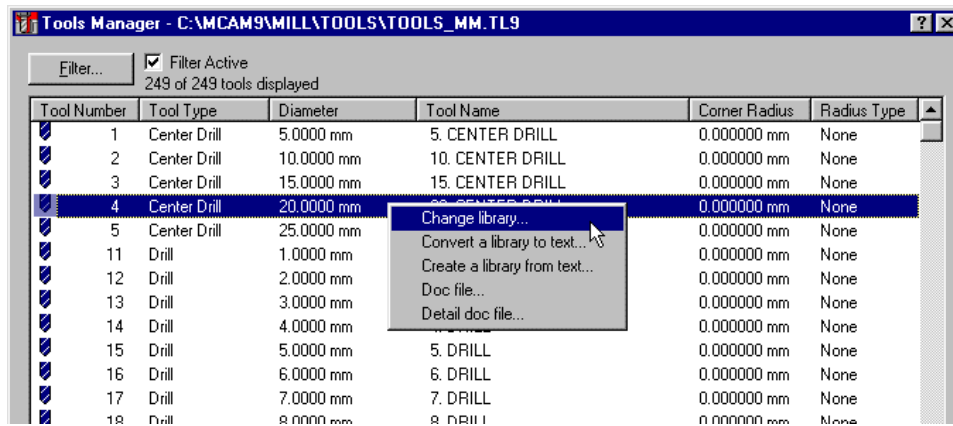 Tools Manager - C:\MCAM9\MILL\TOOLS\TOOLS_MM.TL9
Filter...
Filter Active
249 of 249 tools displayed
Tool Number Tool Type Diameter Tool Name Corner Radius Radius Type
1 Center Drill 5.0000 mm 5. CENTER DRILL 0.000000 mm None
2 Center Drill 10.0000 mm 10. CENTER DRILL 0.000000 mm None
3 Center Drill 15.0000 mm 15. CENTER DRILL 0.000000 mm None
4 Center Drill 20.0000 mm 0.000000 mm None
Change library...
5 Center Drill 25.0000 mm 0.000000 mm None
Convert a library to text...
11 Drill 1.0000 mm 0.000000 mm None
Create a library from text...
12 Drill 2.0000 mm 0.000000 mm None
Doc file...
13 Drill 3.0000 mm 0.000000 mm None
Detail doc file...
14 Drill 4.0000 mm 0.000000 mm None
15 Drill 5.0000 mm 5. DRILL 0.000000 mm None
16 Drill 6.0000 mm 6. DRILL 0.000000 mm None
17 Drill 7.0000 mm 7. DRILL 0.000000 mm None
18 Drill 8.0000 mm 8. DRILL 0.000000 mm None